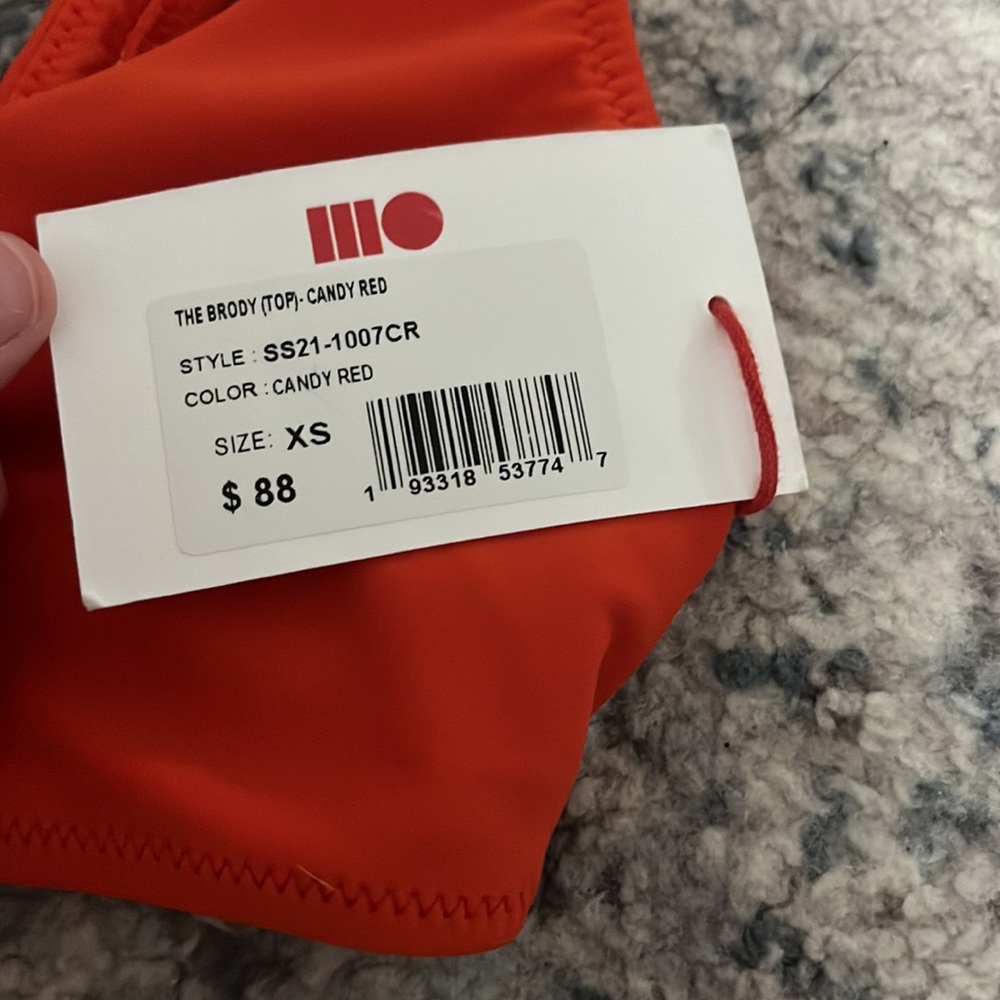 THE BRODY (TOP)- CANDY RED
STYLE : SS21-1007CR
COLOR : CANDY RED
SIZE: XS
$ 88
1 93318 53774 7